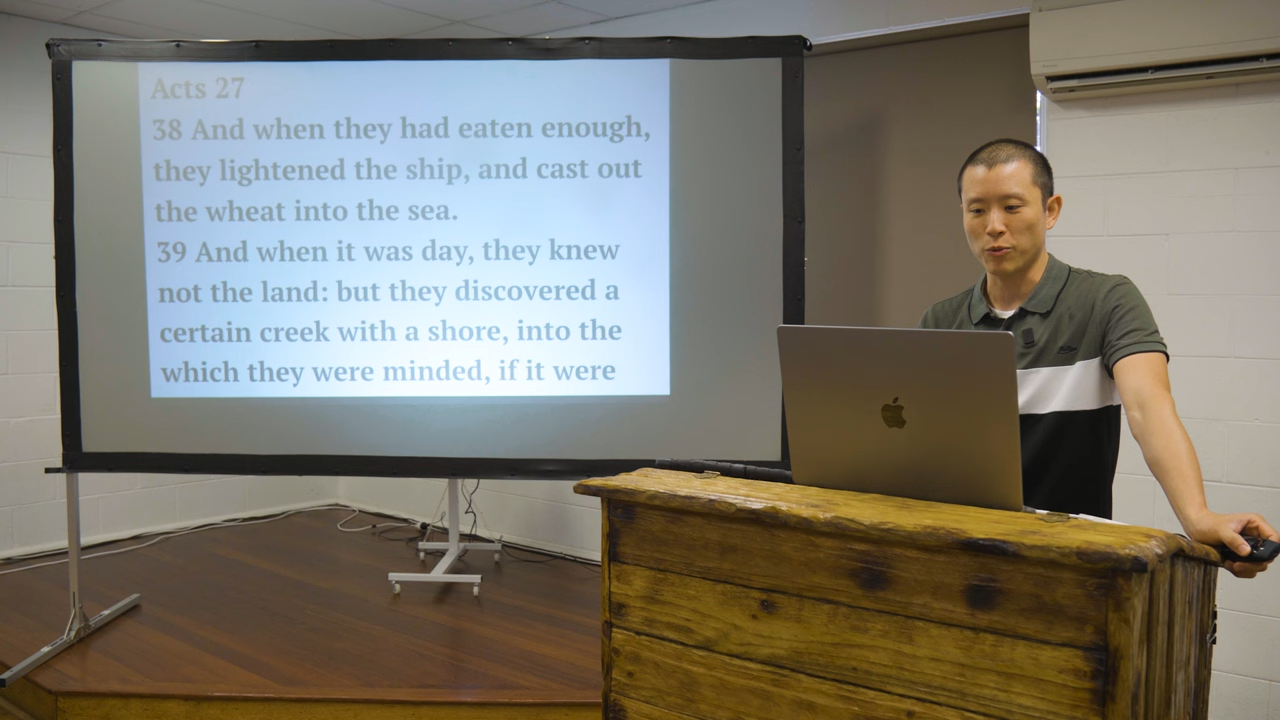 Acts 27
38 And when they had eaten enough,
they lightened the ship, and cast out
the wheat into the sea.
39 And when it was day, they knew
not the land: but they discovered a
certain creek with a shore, into the
which they were minded, if it were